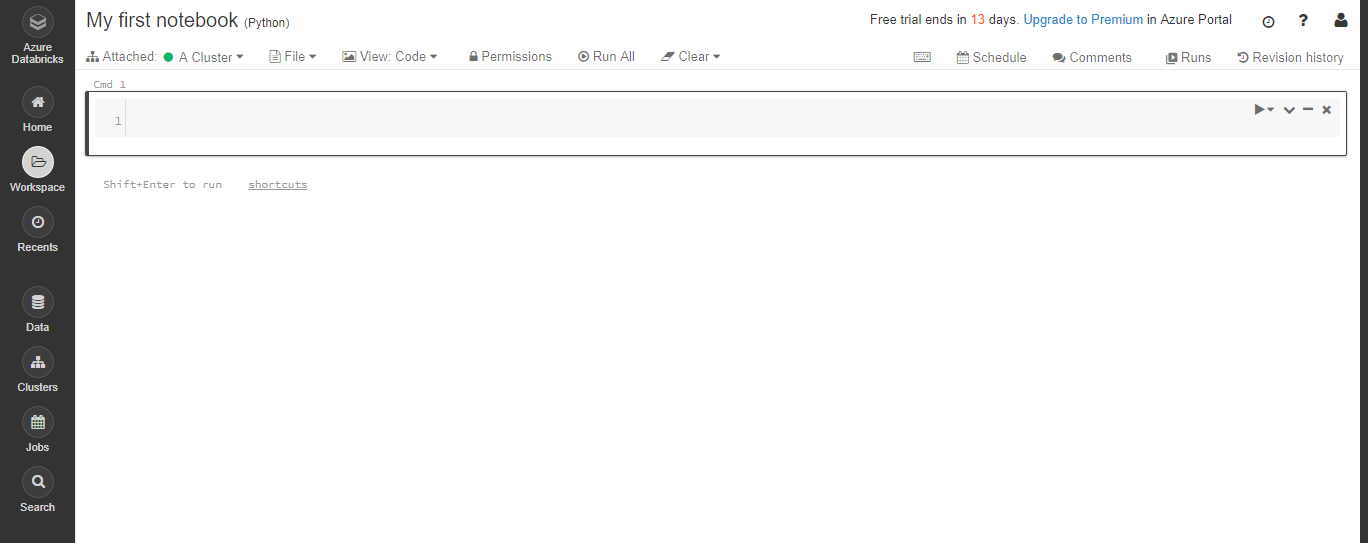 Azure
Databricks
Home
Workspace
Recents
Data
Clusters
Jobs
Search
My first notebook (Python)
Free trial ends in 13 days. Upgrade to Premium in Azure Portal
?
Attached: A Cluster File View: Code Permissions Run All Clear Schedule Comments Runs Revision history
Cmd 1
1
Shift+Enter to run shortcuts